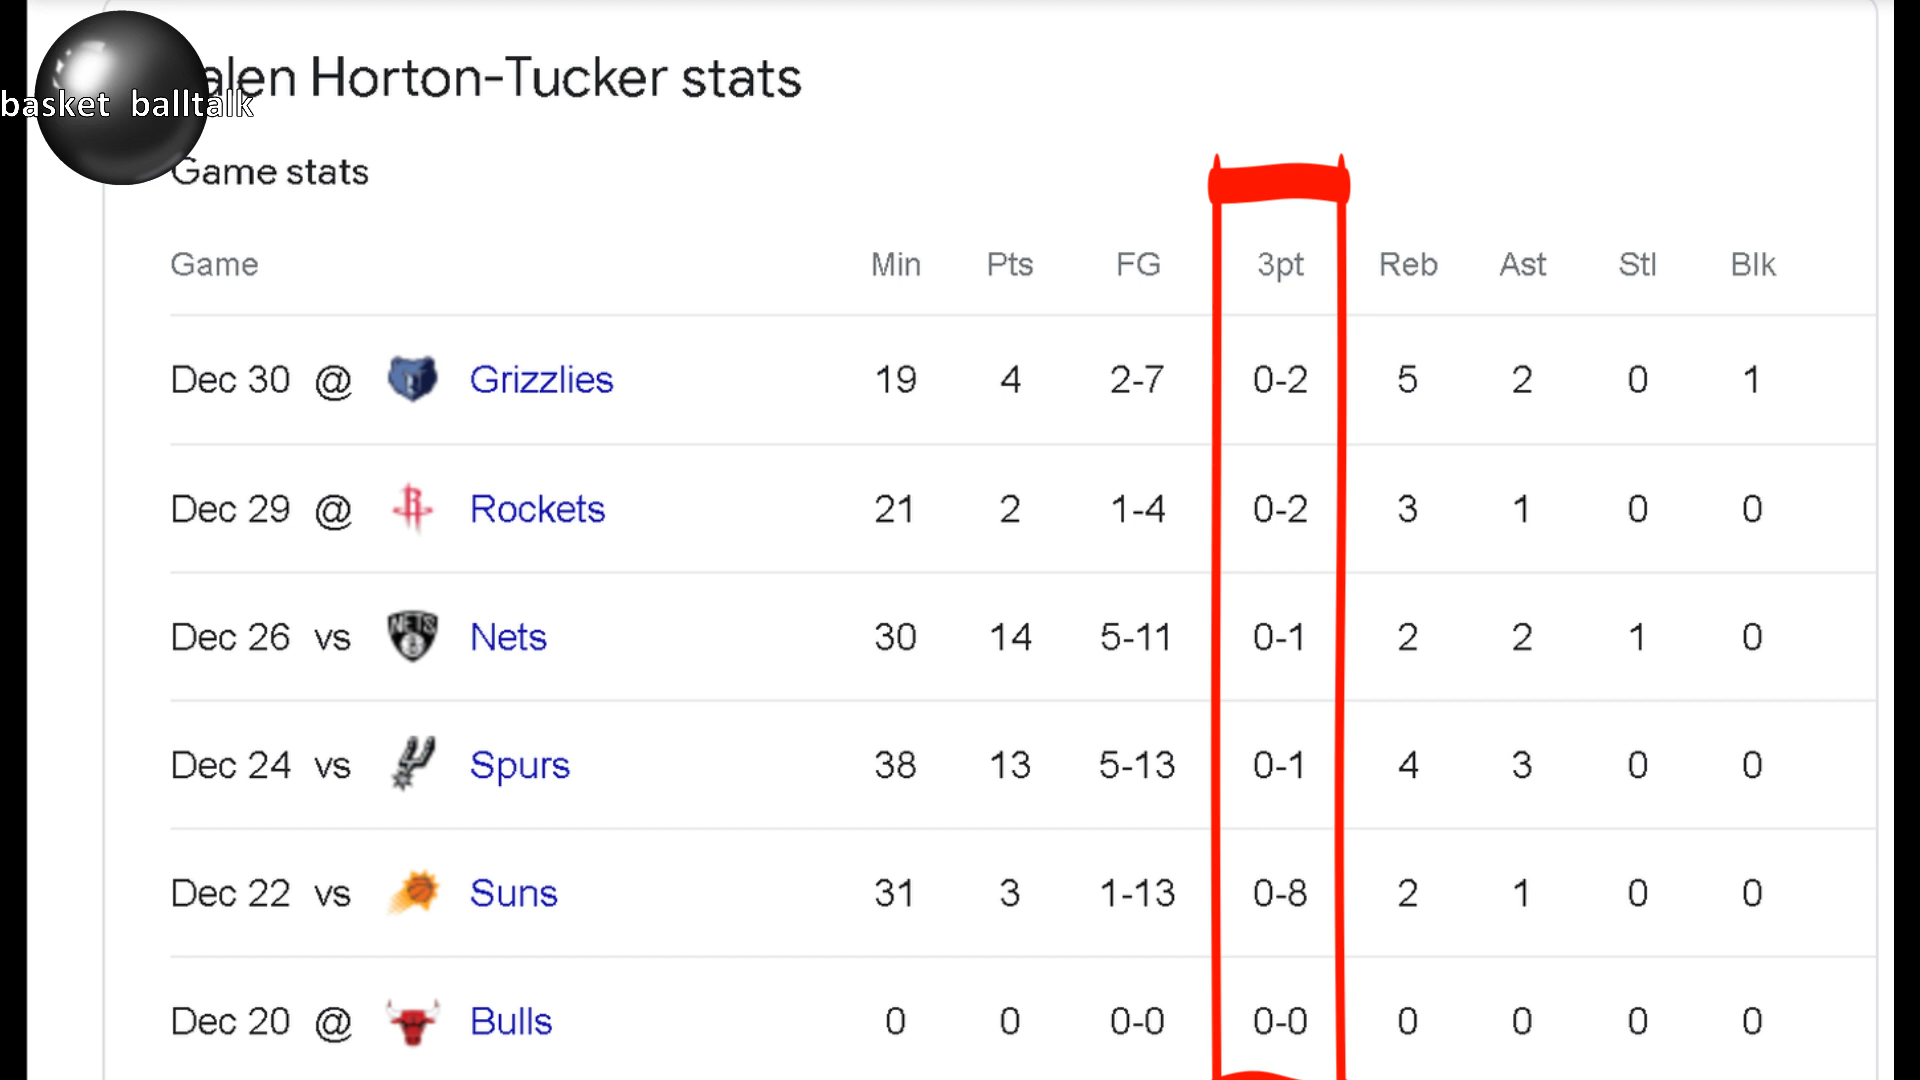 alen Horton-Tucker stats
basket balltalk
Game stats
Game Min Pts FG 3pt Reb Ast Stl Blk
Dec 30 @ Grizzlies 19 4 2-7 0-2 5 2 0 1
Dec 29 @ Rockets 21 2 1-4 0-2 3 1 0 0
Dec 26 vs NETS Nets 30 14 5-11 0-1 2 2 1 0
Dec 24 vs Spurs 38 13 5-13 0-1 4 3 0 0
Dec 22 vs Suns 31 3 1-13 0-8 2 1 0 0
Dec 20 @ Bulls 0 0 0-0 0-0 0 0 0 0